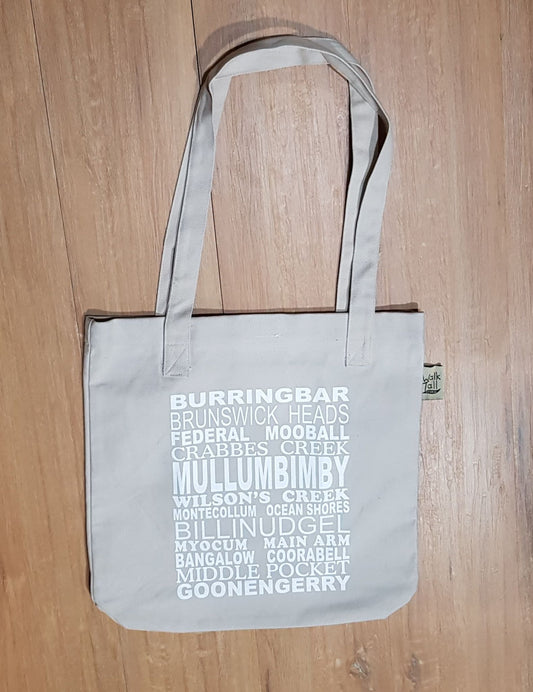 BURRINGBAR
BRUNSWICK HEADS
FEDERAL MOOBALL
CRABBES CREEK
MULLUMBIMBY
WILSON'S CREEK
MONTECOLLUM OCEAN SHORES
BILLINUDGEL
MYOCUM MAIN ARM
BANGALOW COORABELL
MIDDLE POCKET
GOONENGERRY
Walk
Tall